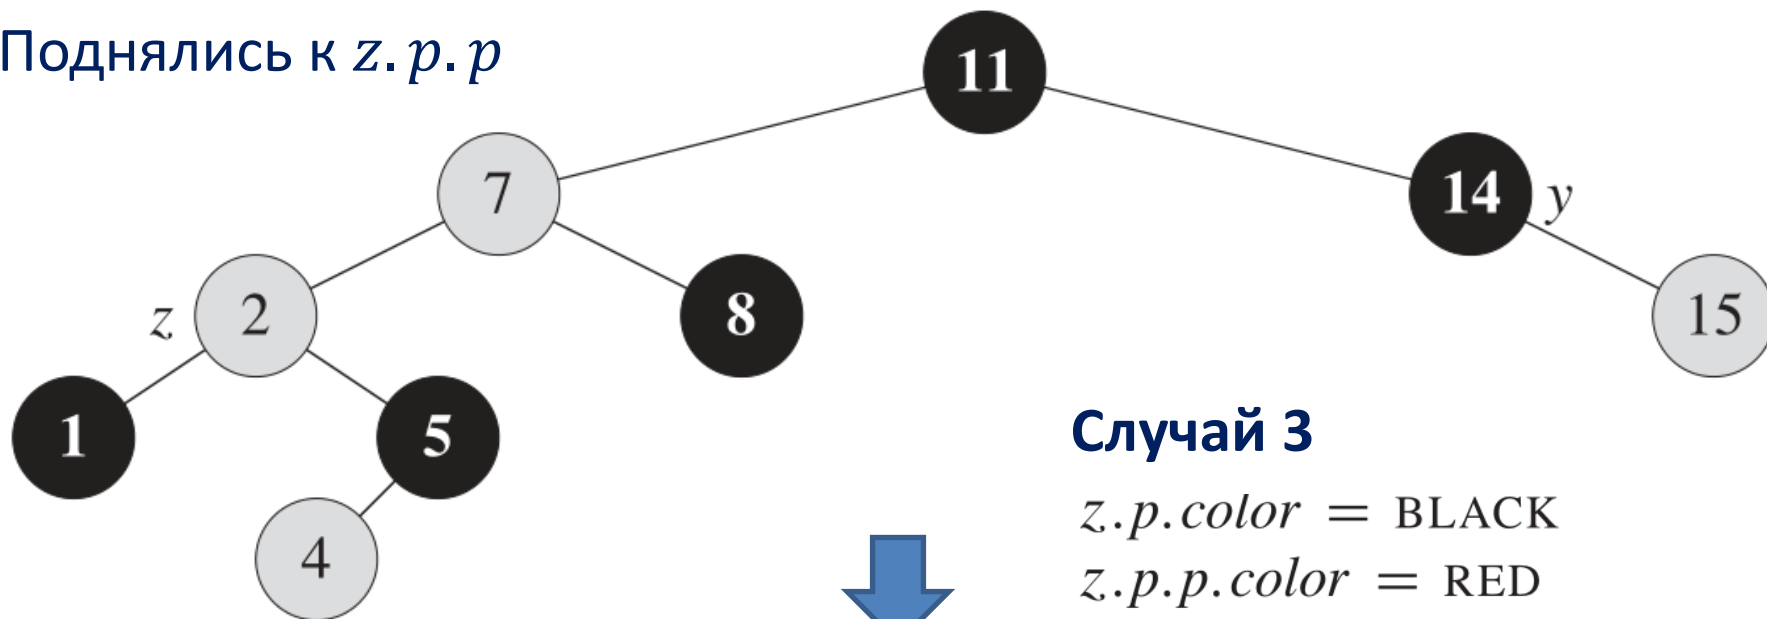 Поднялись к z.p.p
11
7
14 y
z 2
8
15
1
5
4
Случай 3
z.p.color = BLACK
z.p.p.color = RED